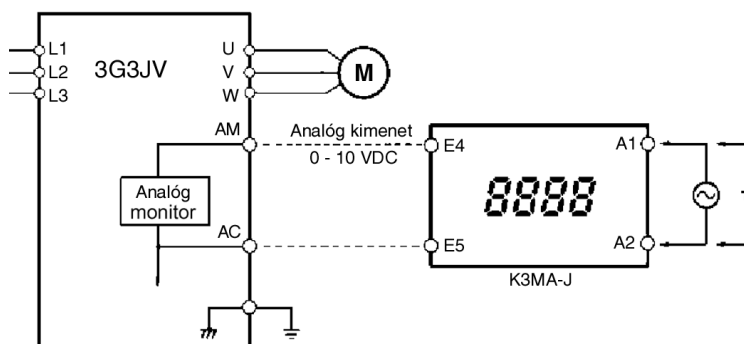 L1
L2
L3
3G3JV
U
V
W
M
AM
Analóg kimenet
0 - 10 VDC
Analóg
monitor
AC
E4
E5
8888
A1
A2
K3MA-J